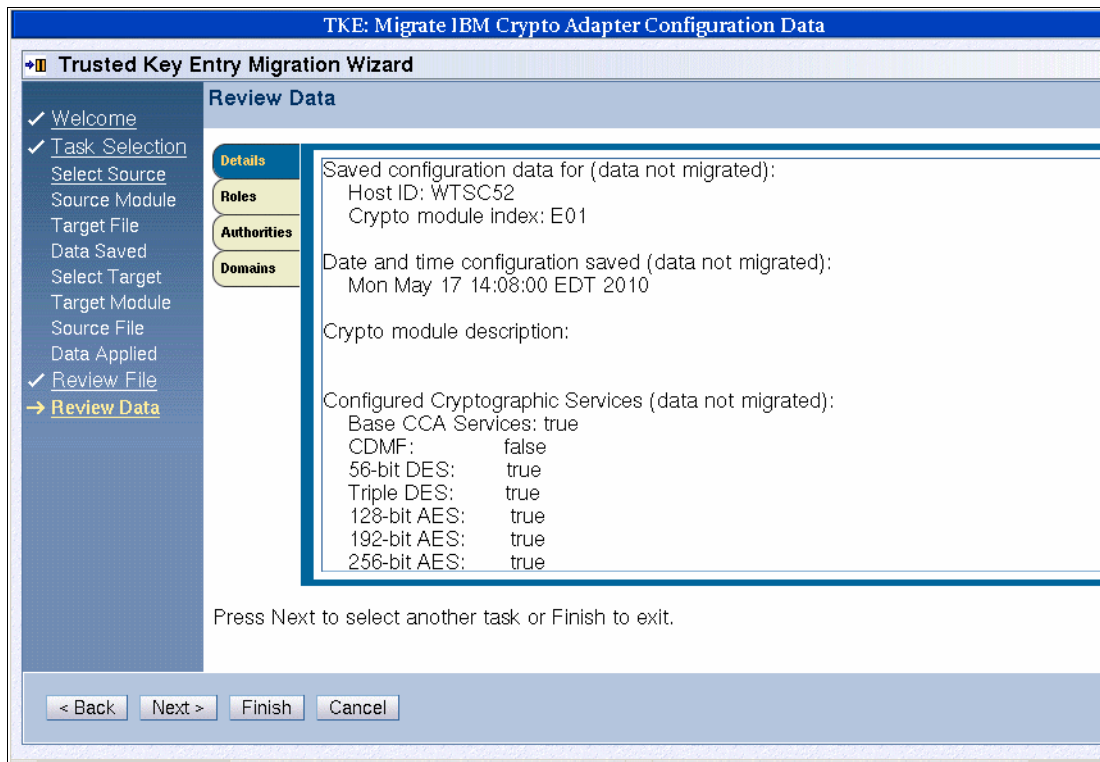 TKE: Migrate IBM Crypto Adapter Configuration Data
Trusted Key Entry Migration Wizard
Welcome
Task Selection
Select Source
Source Module
Target File
Data Saved
Select Target
Target Module
Source File
Data Applied
Review File
Review Data
Review Data
Details
Roles
Authorities
Domains
Saved configuration data for (data not migrated):
Host ID: WTSC52
Crypto module index: E01
Date and time configuration saved (data not migrated):
Mon May 17 14:08:00 EDT 2010
Crypto module description:
Configured Cryptographic Services (data not migrated):
Base CCA Services: true
CDMF: false
56-bit DES: true
Triple DES: true
128-bit AES: true
192-bit AES: true
256-bit AES: true
Press Next to select another task or Finish to exit.
< Back Next > Finish Cancel